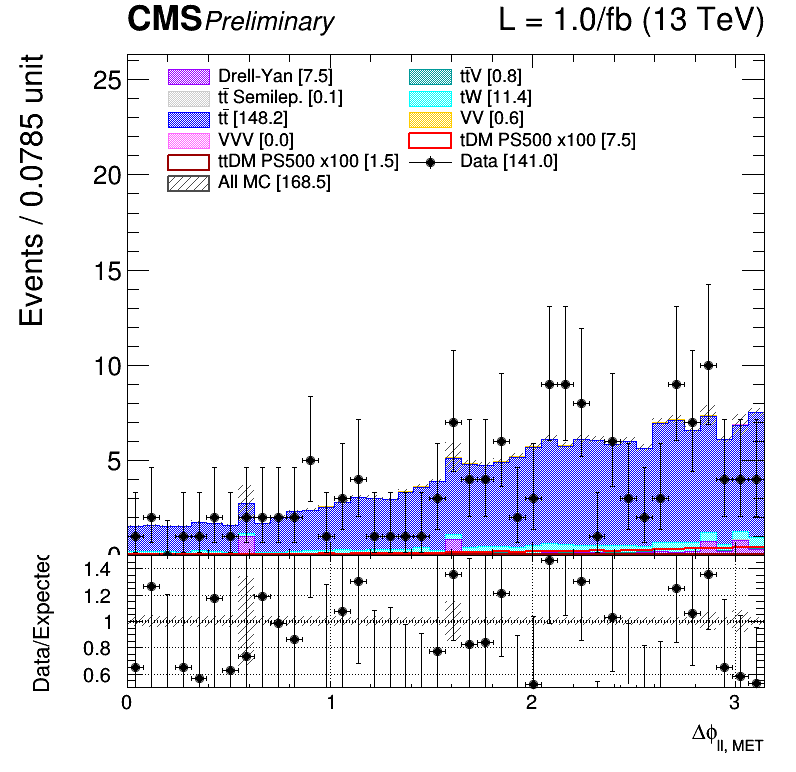 CMS Preliminary L = 1.0/fb (13 TeV)
Events / 0.0785 unit
25
20
15
10
5
0
Drell-Yan [7.5]
tt̄ Semilep. [0.1]
tt̄ [148.2]
VVV [0.0]
ttDM PS500 x100 [1.5]
All MC [168.5]
tt̄V [0.8]
tW [11.4]
VV [0.6]
tDM PS500 x100 [7.5]
Data [141.0]
Data/Expected
1.4
1.2
1
0.8
0.6
0 1 2 3
Δϕll, MET